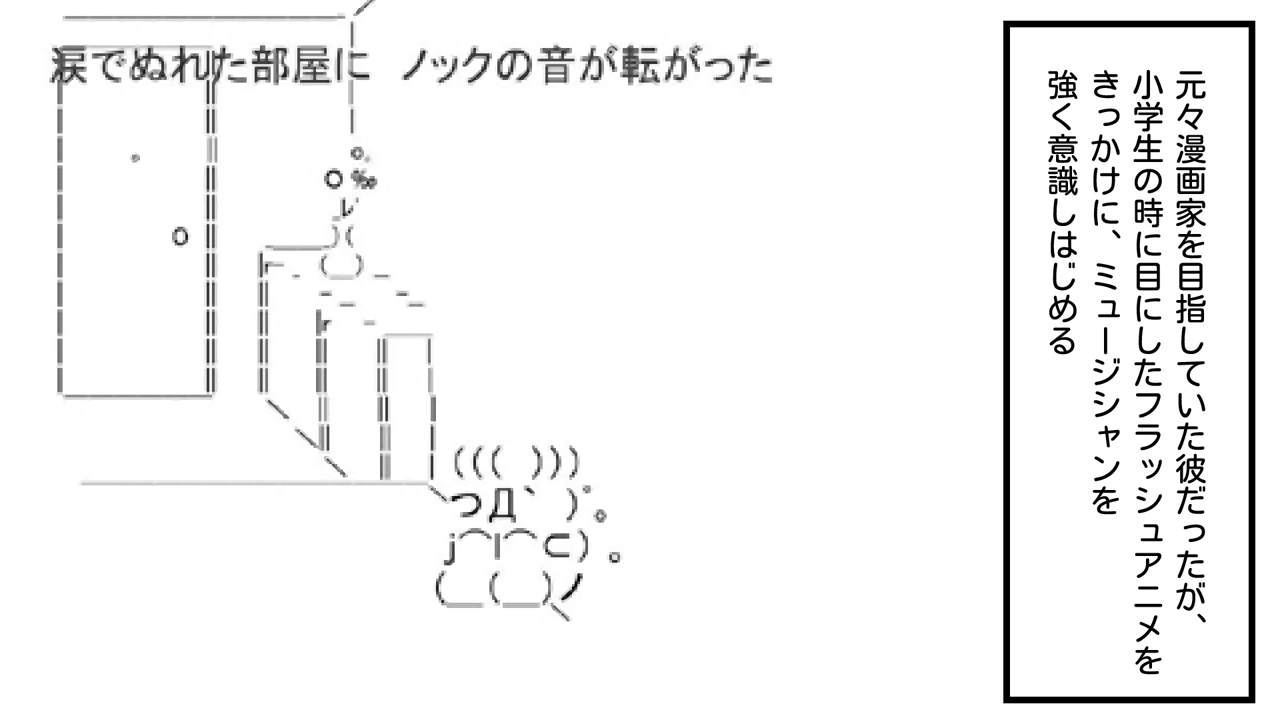 涙でぬれた部屋に　ノックの音が転がった
元々漫画家を目指していた彼だったが、
小学生の時に目にしたフラッシュアニメを
きっかけに、ミュージシャンを
強く意識しはじめる